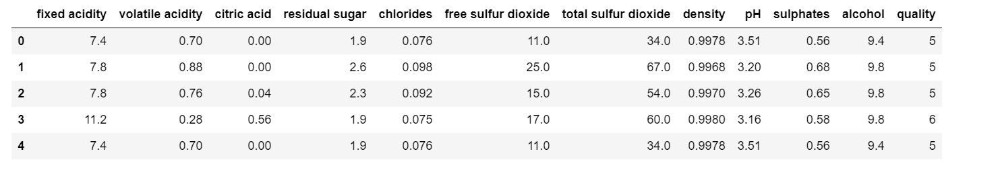 fixed acidity volatile acidity citric acid residual sugar chlorides free sulfur dioxide total sulfur dioxide density pH sulphates alcohol quality
0 7.4 0.70 0.00 1.9 0.076 11.0 34.0 0.9978 3.51 0.56 9.4 5
1 7.8 0.88 0.00 2.6 0.098 25.0 67.0 0.9968 3.20 0.68 9.8 5
2 7.8 0.76 0.04 2.3 0.092 15.0 54.0 0.9970 3.26 0.65 9.8 5
3 11.2 0.28 0.56 1.9 0.075 17.0 60.0 0.9980 3.16 0.58 9.8 6
4 7.4 0.70 0.00 1.9 0.076 11.0 34.0 0.9978 3.51 0.56 9.4 5